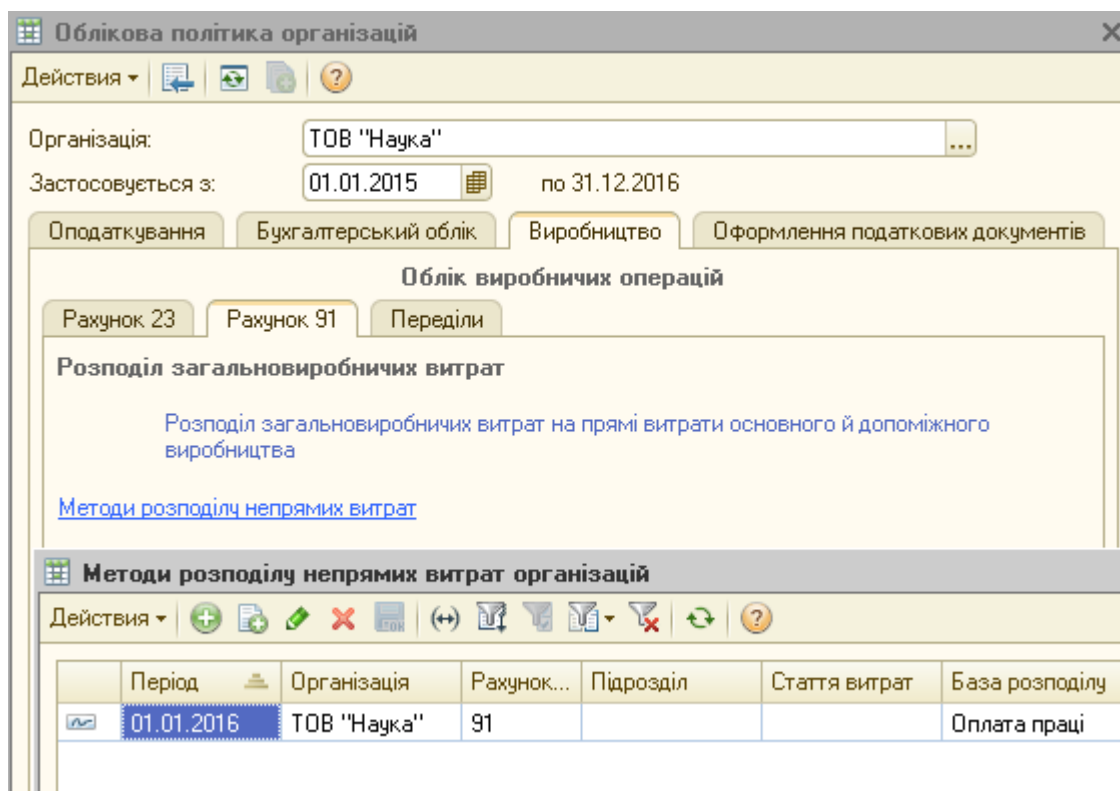 Облікова політика організацій
Действия
Організація: ТОВ "Наука" ...
Застосовується з: 01.01.2015 по 31.12.2016
Оподаткування Бухгалтерський облік Виробництво Оформлення податкових документів
Облік виробничих операцій
Рахунок 23 Рахунок 91 Переділи
Розподіл загальновиробничих витрат
Розподіл загальновиробничих витрат на прямі витрати основного й допоміжного
виробництва
Методи розподілу непрямих витрат
Методи розподілу непрямих витрат організацій
Действия
Період Організація Рахунок... Підрозділ Стаття витрат База розподілу
01.01.2016 ТОВ "Наука" 91 Оплата праці